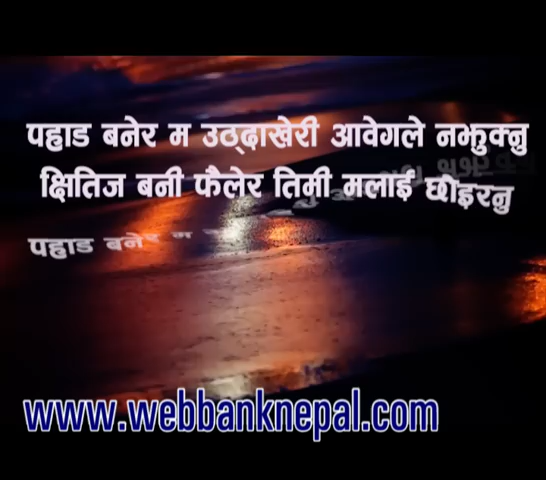 पहाड बनेर म उठ्दाखेरी आवेगले नझुक्नु
क्षितिज बनी फैलेर तिमी मलाई छोइरनु
पहाड बनेर म
www.webbanknepal.com